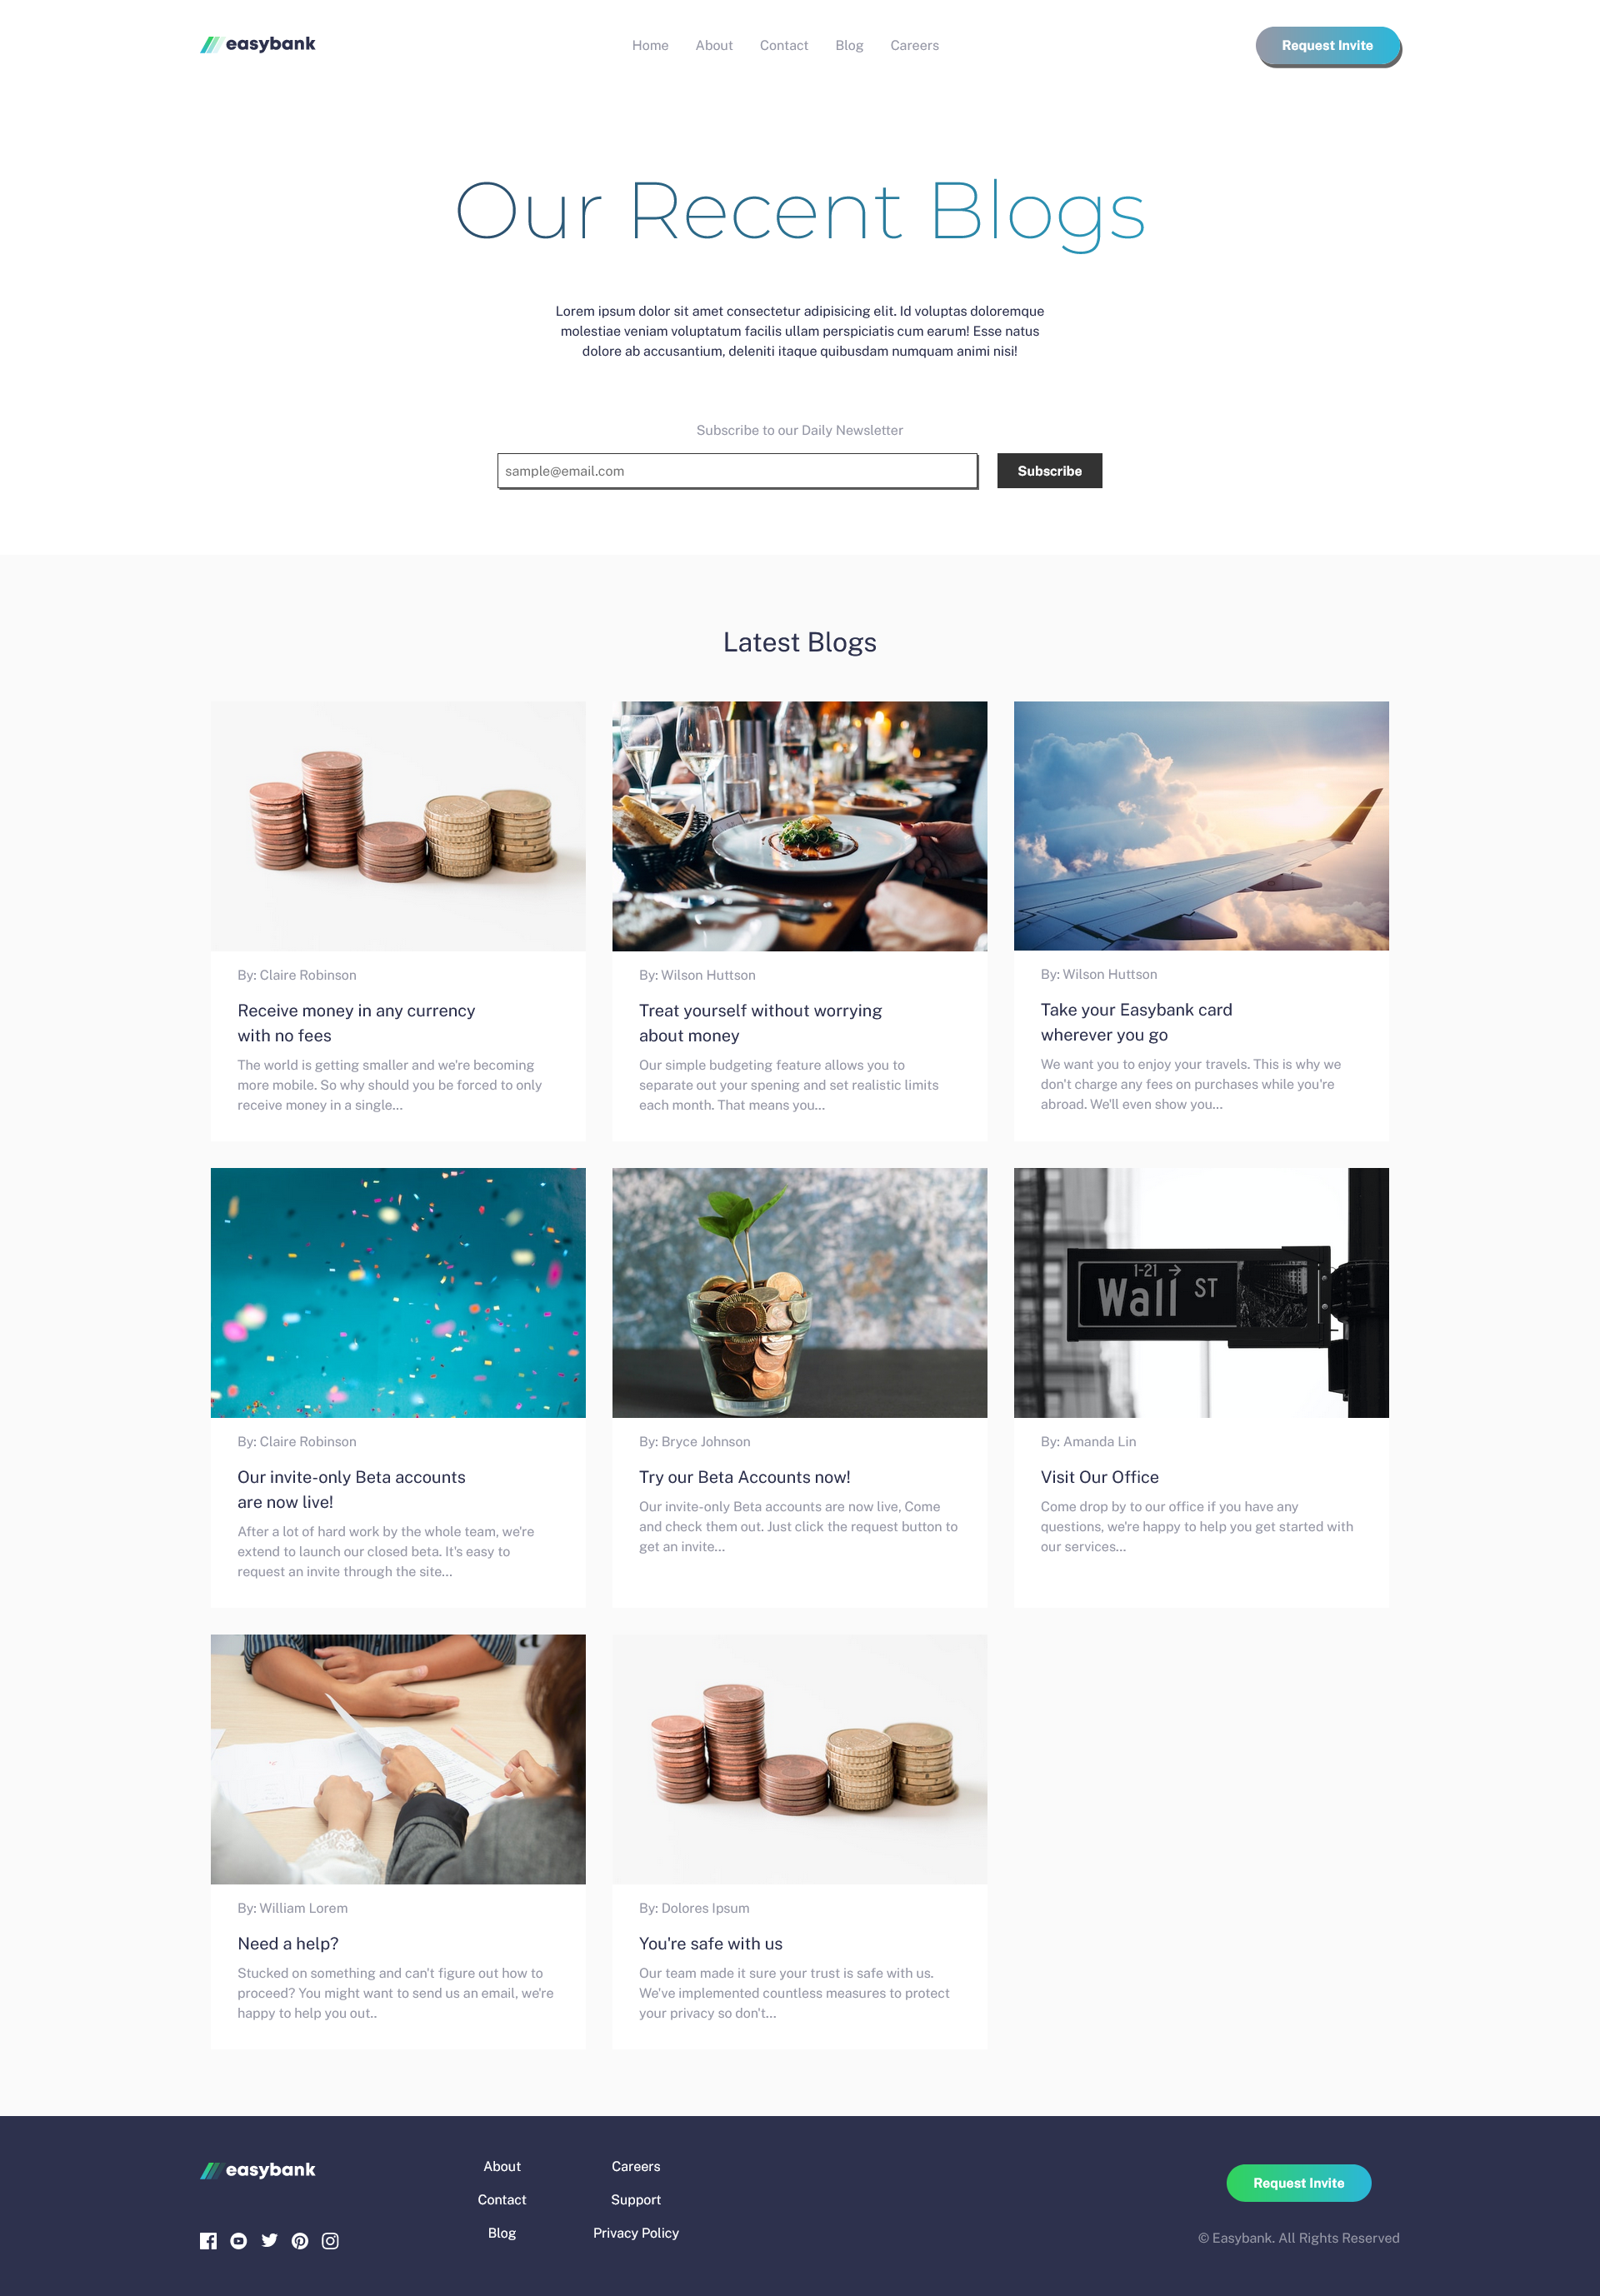 easybank
Home About Contact Blog Careers
Request Invite
Our Recent Blogs
Lorem ipsum dolor sit amet consectetur adipisicing elit. Id voluptas doloremque
molestiae veniam voluptatum facilis ullam perspiciatis cum earum! Esse natus
dolore ab accusantium, deleniti itaque quibusdam numquam animi nisi!
Subscribe to our Daily Newsletter
sample@email.com
Subscribe
Latest Blogs
By: Claire Robinson
Receive money in any currency
with no fees
The world is getting smaller and we're becoming
more mobile. So why should you be forced to only
receive money in a single...
By: Wilson Huttson
Treat yourself without worrying
about money
Our simple budgeting feature allows you to
separate out your spening and set realistic limits
each month. That means you...
By: Wilson Huttson
Take your Easybank card
wherever you go
We want you to enjoy your travels. This is why we
don't charge any fees on purchases while you're
abroad. We'll even show you...
By: Claire Robinson
Our invite-only Beta accounts
are now live!
After a lot of hard work by the whole team, we're
extend to launch our closed beta. It's easy to
request an invite through the site...
By: Bryce Johnson
Try our Beta Accounts now!
Our invite-only Beta accounts are now live, Come
and check them out. Just click the request button to
get an invite...
1-21 →
Wall ST
By: Amanda Lin
Visit Our Office
Come drop by to our office if you have any
questions, we're happy to help you get started with
our services...
By: William Lorem
Need a help?
Stucked on something and can't figure out how to
proceed? You might want to send us an email, we're
happy to help you out..
By: Dolores Ipsum
You're safe with us
Our team made it sure your trust is safe with us.
We've implemented countless measures to protect
your privacy so don't...
easybank
About
Contact
Blog
Careers
Support
Privacy Policy
Request Invite
© Easybank. All Rights Reserved